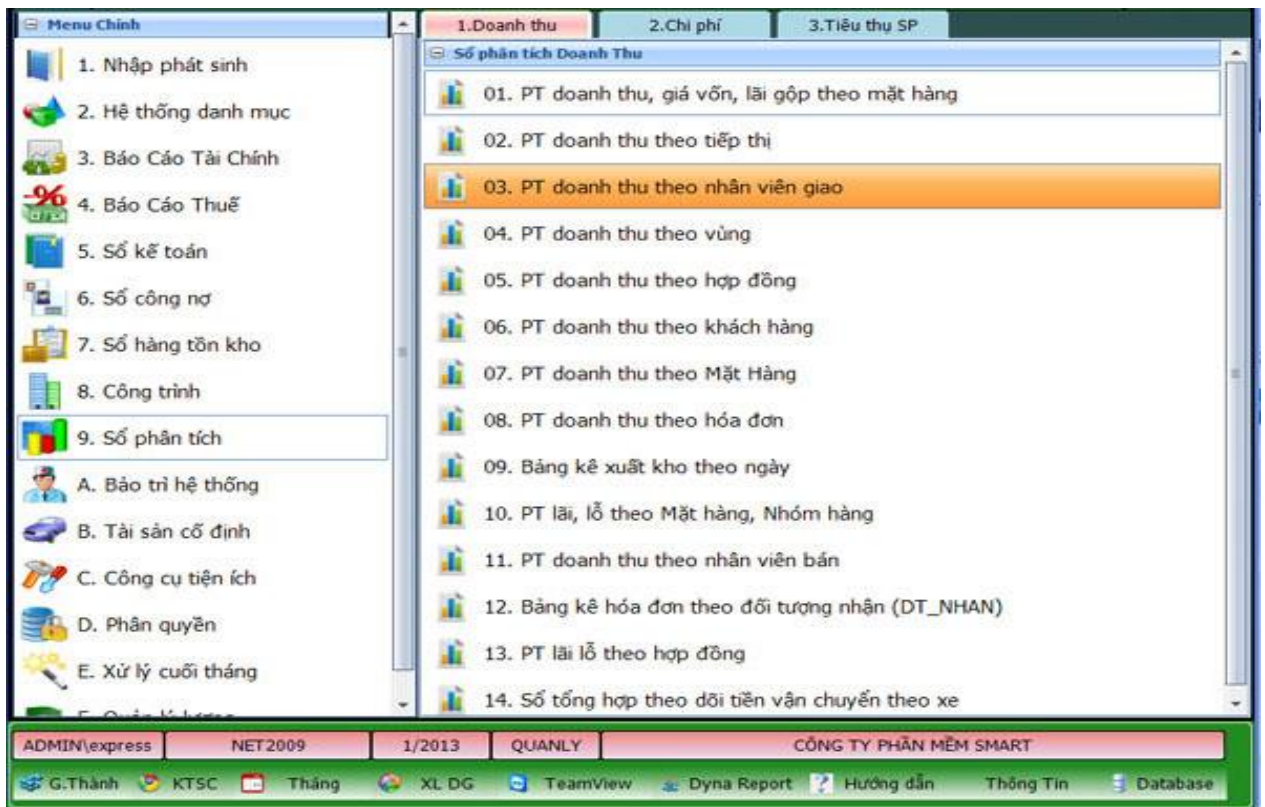 Menu Chính
1. Nhập phát sinh
2. Hệ thống danh mục
3. Báo Cáo Tài Chính
4. Báo Cáo Thuế
5. Sổ kế toán
6. Sổ công nợ
7. Sổ hàng tồn kho
8. Công trình
9. Sổ phân tích
A. Bảo trì hệ thống
B. Tài sản cố định
C. Công cụ tiện ích
D. Phân quyền
E. Xử lý cuối tháng
1.Doanh thu 2.Chi phí 3.Tiêu thụ SP
Sổ phân tích Doanh Thu
01. PT doanh thu, giá vốn, lãi gộp theo mặt hàng
02. PT doanh thu theo tiếp thị
03. PT doanh thu theo nhân viên giao
04. PT doanh thu theo vùng
05. PT doanh thu theo hợp đồng
06. PT doanh thu theo khách hàng
07. PT doanh thu theo Mặt Hàng
08. PT doanh thu theo hóa đơn
09. Bảng kê xuất kho theo ngày
10. PT lãi, lỗ theo Mặt hàng, Nhóm hàng
11. PT doanh thu theo nhân viên bán
12. Bảng kê hóa đơn theo đối tượng nhận (DT_NHAN)
13. PT lãi lỗ theo hợp đồng
14. Sổ tổng hợp theo dõi tiền vận chuyển theo xe
ADMIN\express NET2009 1/2013 QUANLY CÔNG TY PHẦN MỀM SMART
G.Thành KTSC Tháng XL DG TeamView Dyna Report Hướng dẫn Thông Tin Database